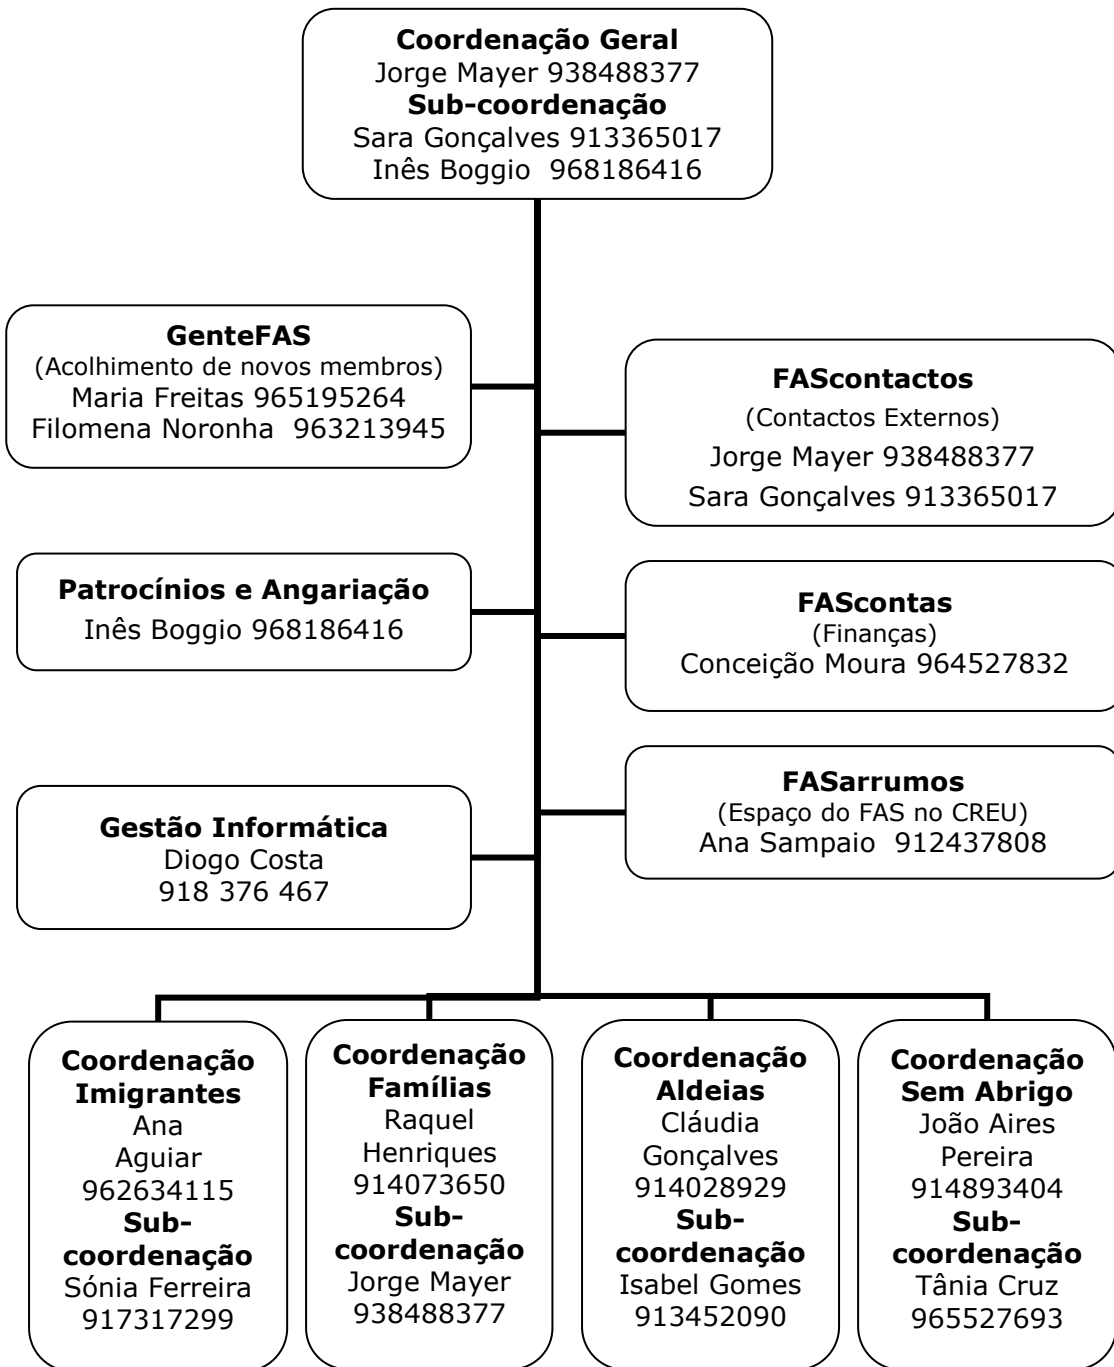 Coordenação Geral
Jorge Mayer 938488377
Sub-coordenação
Sara Gonçalves 913365017
Inês Boggio  968186416
GenteFAS
(Acolhimento de novos membros)
Maria Freitas 965195264
Filomena Noronha  963213945
FAScontactos
(Contactos Externos)
Jorge Mayer 938488377
Sara Gonçalves 913365017
Patrocínios e Angariação
Inês Boggio 968186416
FAScontas
(Finanças)
Conceição Moura 964527832
FASarrumos
(Espaço do FAS no CREU)
Ana Sampaio  912437808
Gestão Informática
Diogo Costa
918 376 467
Coordenação
Imigrantes
Ana
Aguiar
962634115
Sub-
coordenação
Sónia Ferreira
917317299
Coordenação
Famílias
Raquel
Henriques
914073650
Sub-
coordenação
Jorge Mayer
938488377
Coordenação
Aldeias
Cláudia
Gonçalves
914028929
Sub-
coordenação
Isabel Gomes
913452090
Coordenação
Sem Abrigo
João Aires
Pereira
914893404
Sub-
coordenação
Tânia Cruz
965527693